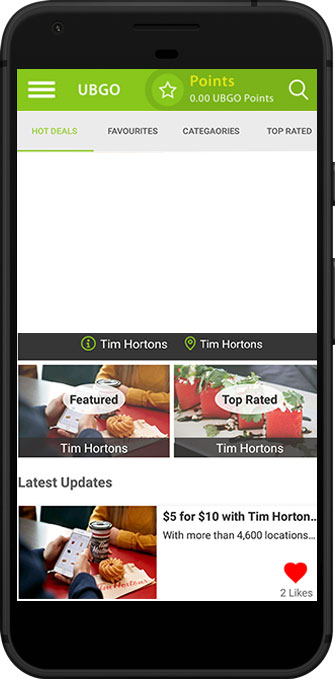 UBGO
Points
0.00 UBGO Points
HOT DEALS FAVOURITES CATEGAORIES TOP RATED
Tim Hortons Tim Hortons
Featured Top Rated
Tim Hortons Tim Hortons
Latest Updates
$5 for $10 with Tim Horton...
With more than 4,600 locations...
Tim Hortons
2 Likes